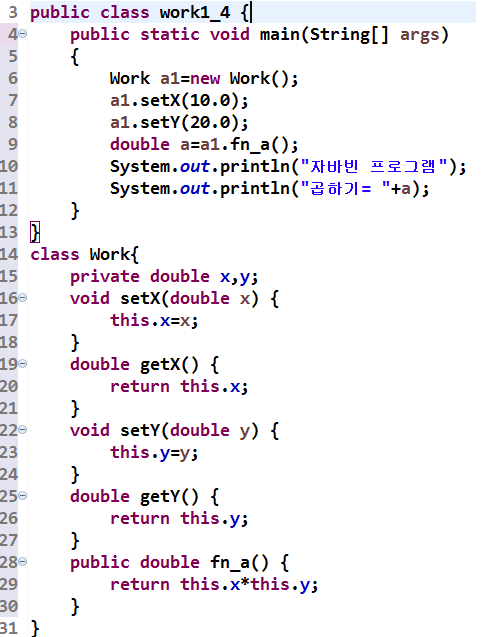 3 public class work1_4 {
4 public static void main(String[] args)
5 {
6 Work a1=new Work();
7 a1.setX(10.0);
8 a1.setY(20.0);
9 double a=a1.fn_a();
10 System.out.println("자바빈 프로그램");
11 System.out.println("곱하기= "+a);
12 }
13 }
14 class Work{
15 private double x,y;
16 void setX(double x) {
17 this.x=x;
18 }
19 double getX() {
20 return this.x;
21 }
22 void setY(double y) {
23 this.y=y;
24 }
25 double getY() {
26 return this.y;
27 }
28 public double fn_a() {
29 return this.x*this.y;
30 }
31 }